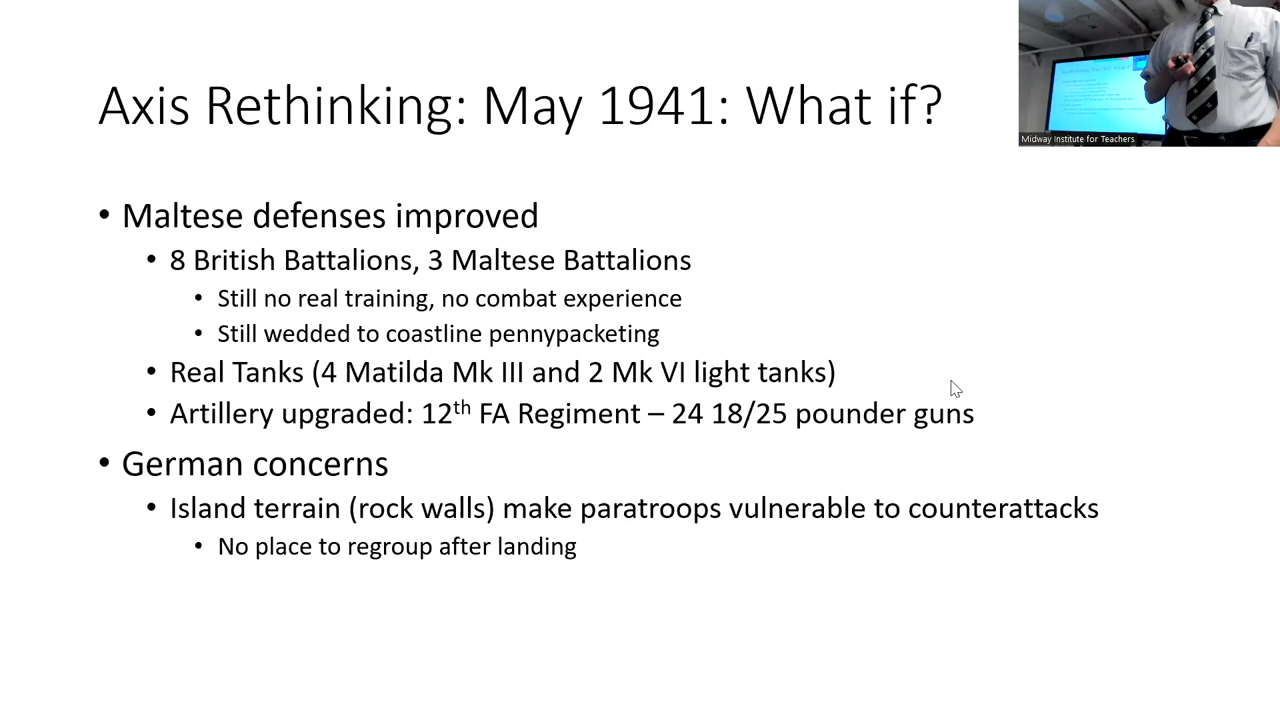 Axis Rethinking: May 1941: What if?
Midway Institute for Teachers
• Maltese defenses improved
• 8 British Battalions, 3 Maltese Battalions
• Still no real training, no combat experience
• Still wedded to coastline pennypacketing
• Real Tanks (4 Matilda Mk III and 2 Mk VI light tanks)
• Artillery upgraded: 12th FA Regiment – 24 18/25 pounder guns
• German concerns
• Island terrain (rock walls) make paratroops vulnerable to counterattacks
• No place to regroup after landing